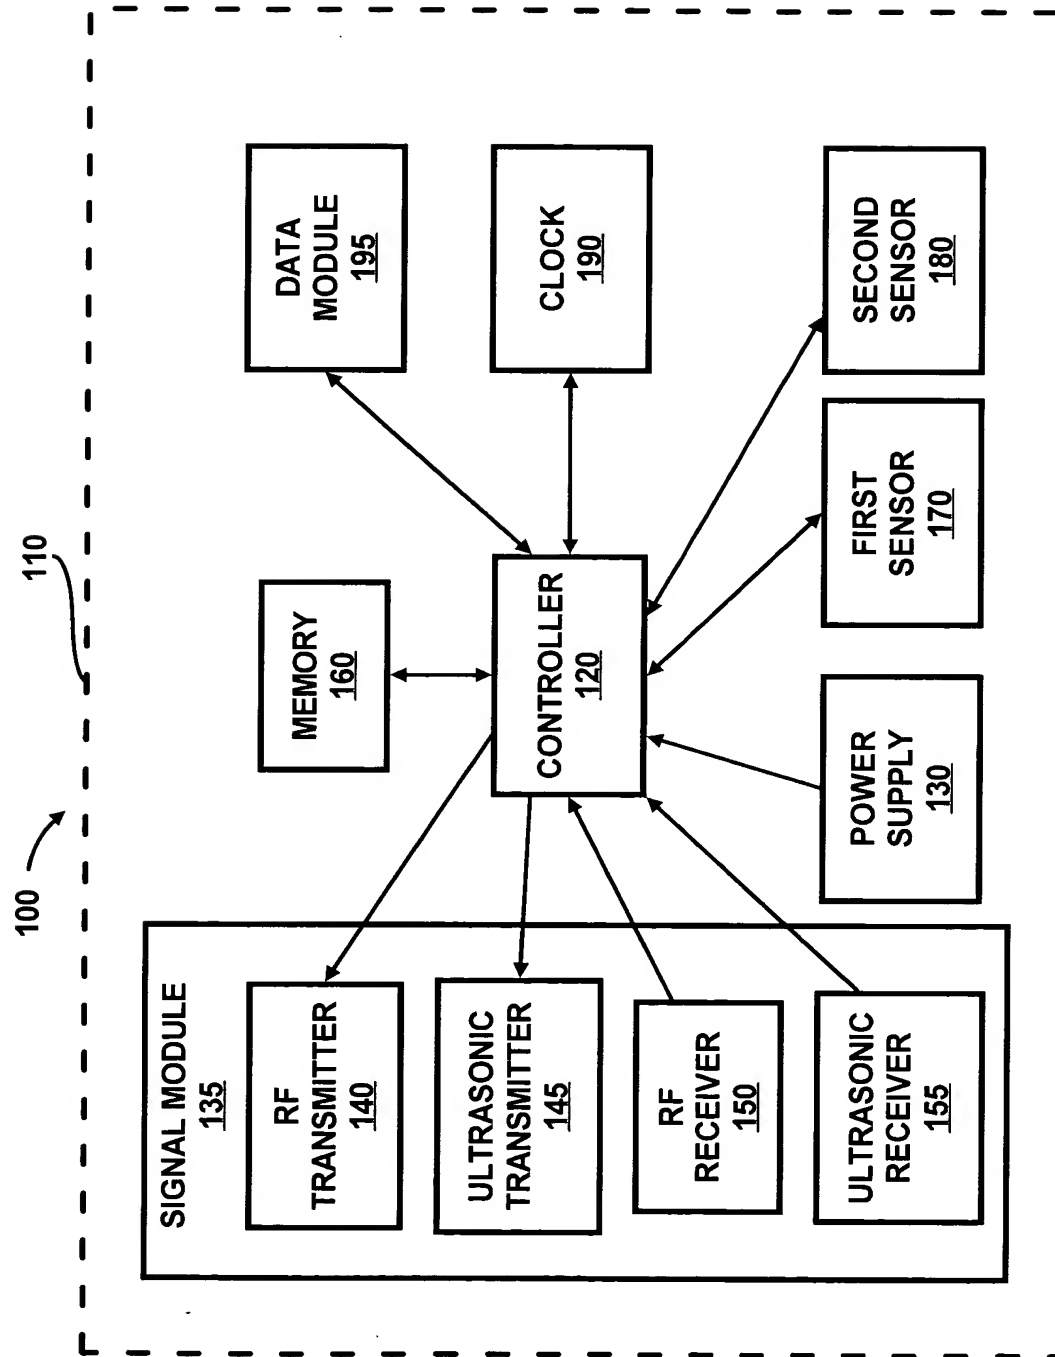 100
110
SIGNAL MODULE
135
RF
TRANSMITTER
140
ULTRASONIC
TRANSMITTER
145
RF
RECEIVER
150
ULTRASONIC
RECEIVER
155
MEMORY
160
CONTROLLER
120
POWER
SUPPLY
130
DATA
MODULE
195
CLOCK
190
FIRST
SENSOR
170
SECOND
SENSOR
180